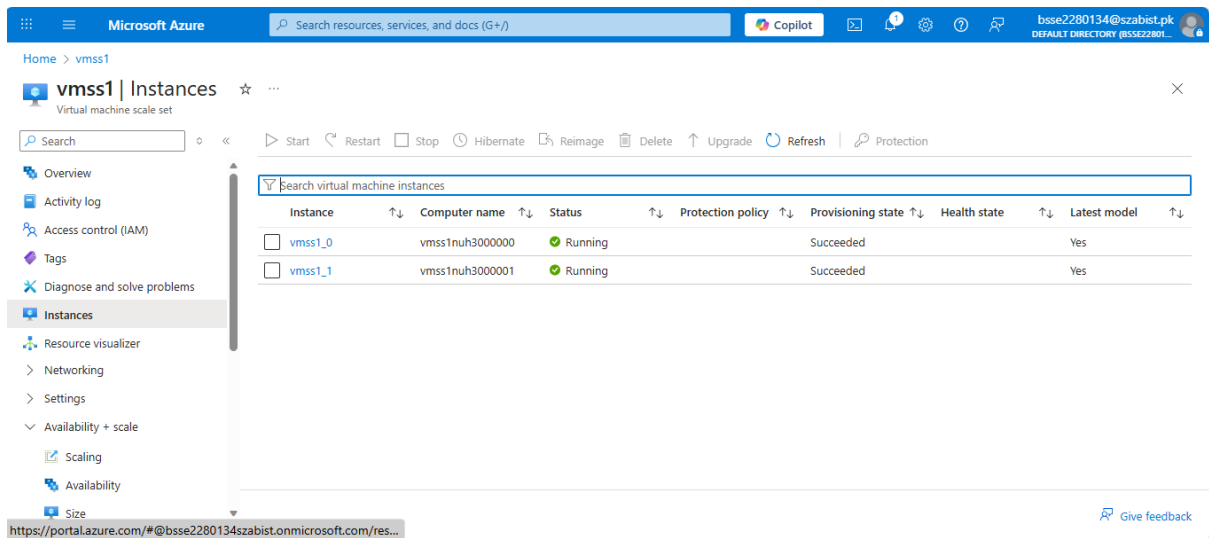 Microsoft Azure
Search resources, services, and docs (G+/)
Copilot
1
bsse2280134@szabist.pk
DEFAULT DIRECTORY (BSSE22801...
Home > vmss1
vmss1 | Instances
Virtual machine scale set
Search
Start Restart Stop Hibernate Reimage Delete Upgrade Refresh Protection
Overview
Activity log
Access control (IAM)
Tags
Diagnose and solve problems
Instances
Resource visualizer
Networking
Settings
Availability + scale
Scaling
Availability
Size
Search virtual machine instances
Instance Computer name Status Protection policy Provisioning state Health state Latest model
vmss1_0 vmss1nuh3000000 Running Succeeded Yes
vmss1_1 vmss1nuh3000001 Running Succeeded Yes
Give feedback
https://portal.azure.com/#@bsse2280134szabist.onmicrosoft.com/res...